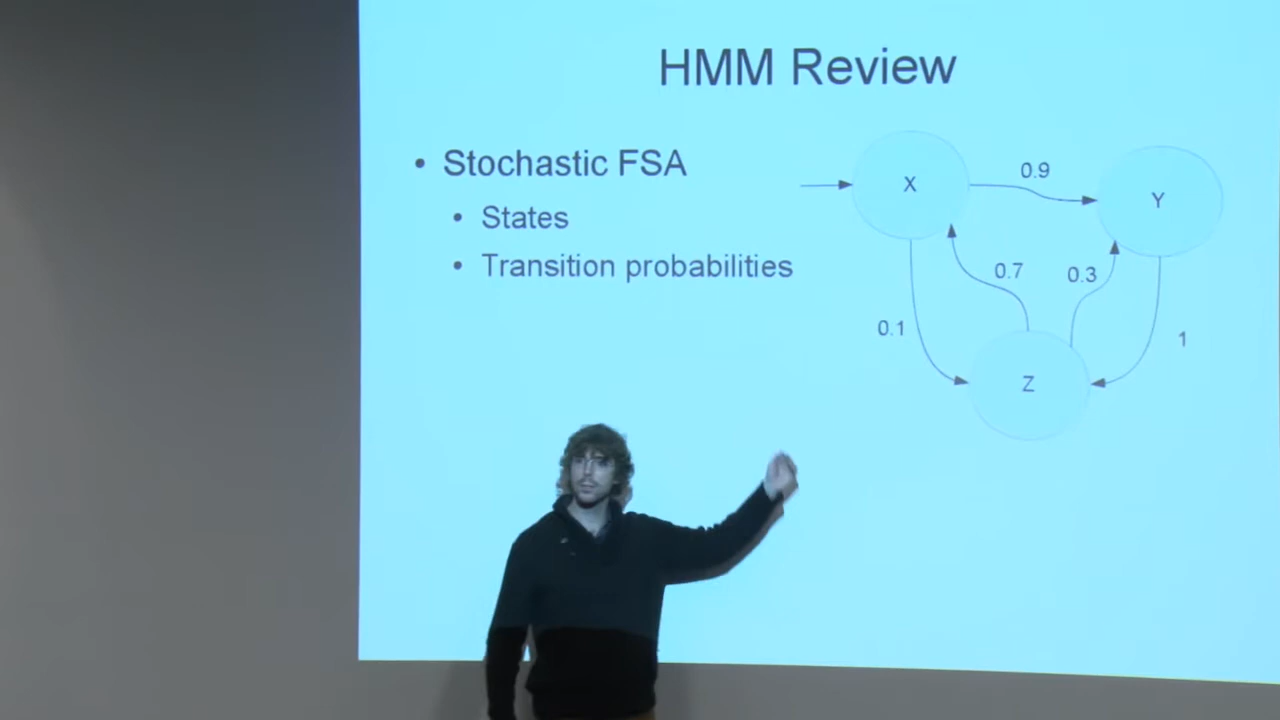 HMM Review
• Stochastic FSA
• States
• Transition probabilities
X
0.9
Y
0.7
0.3
0.1
1
Z